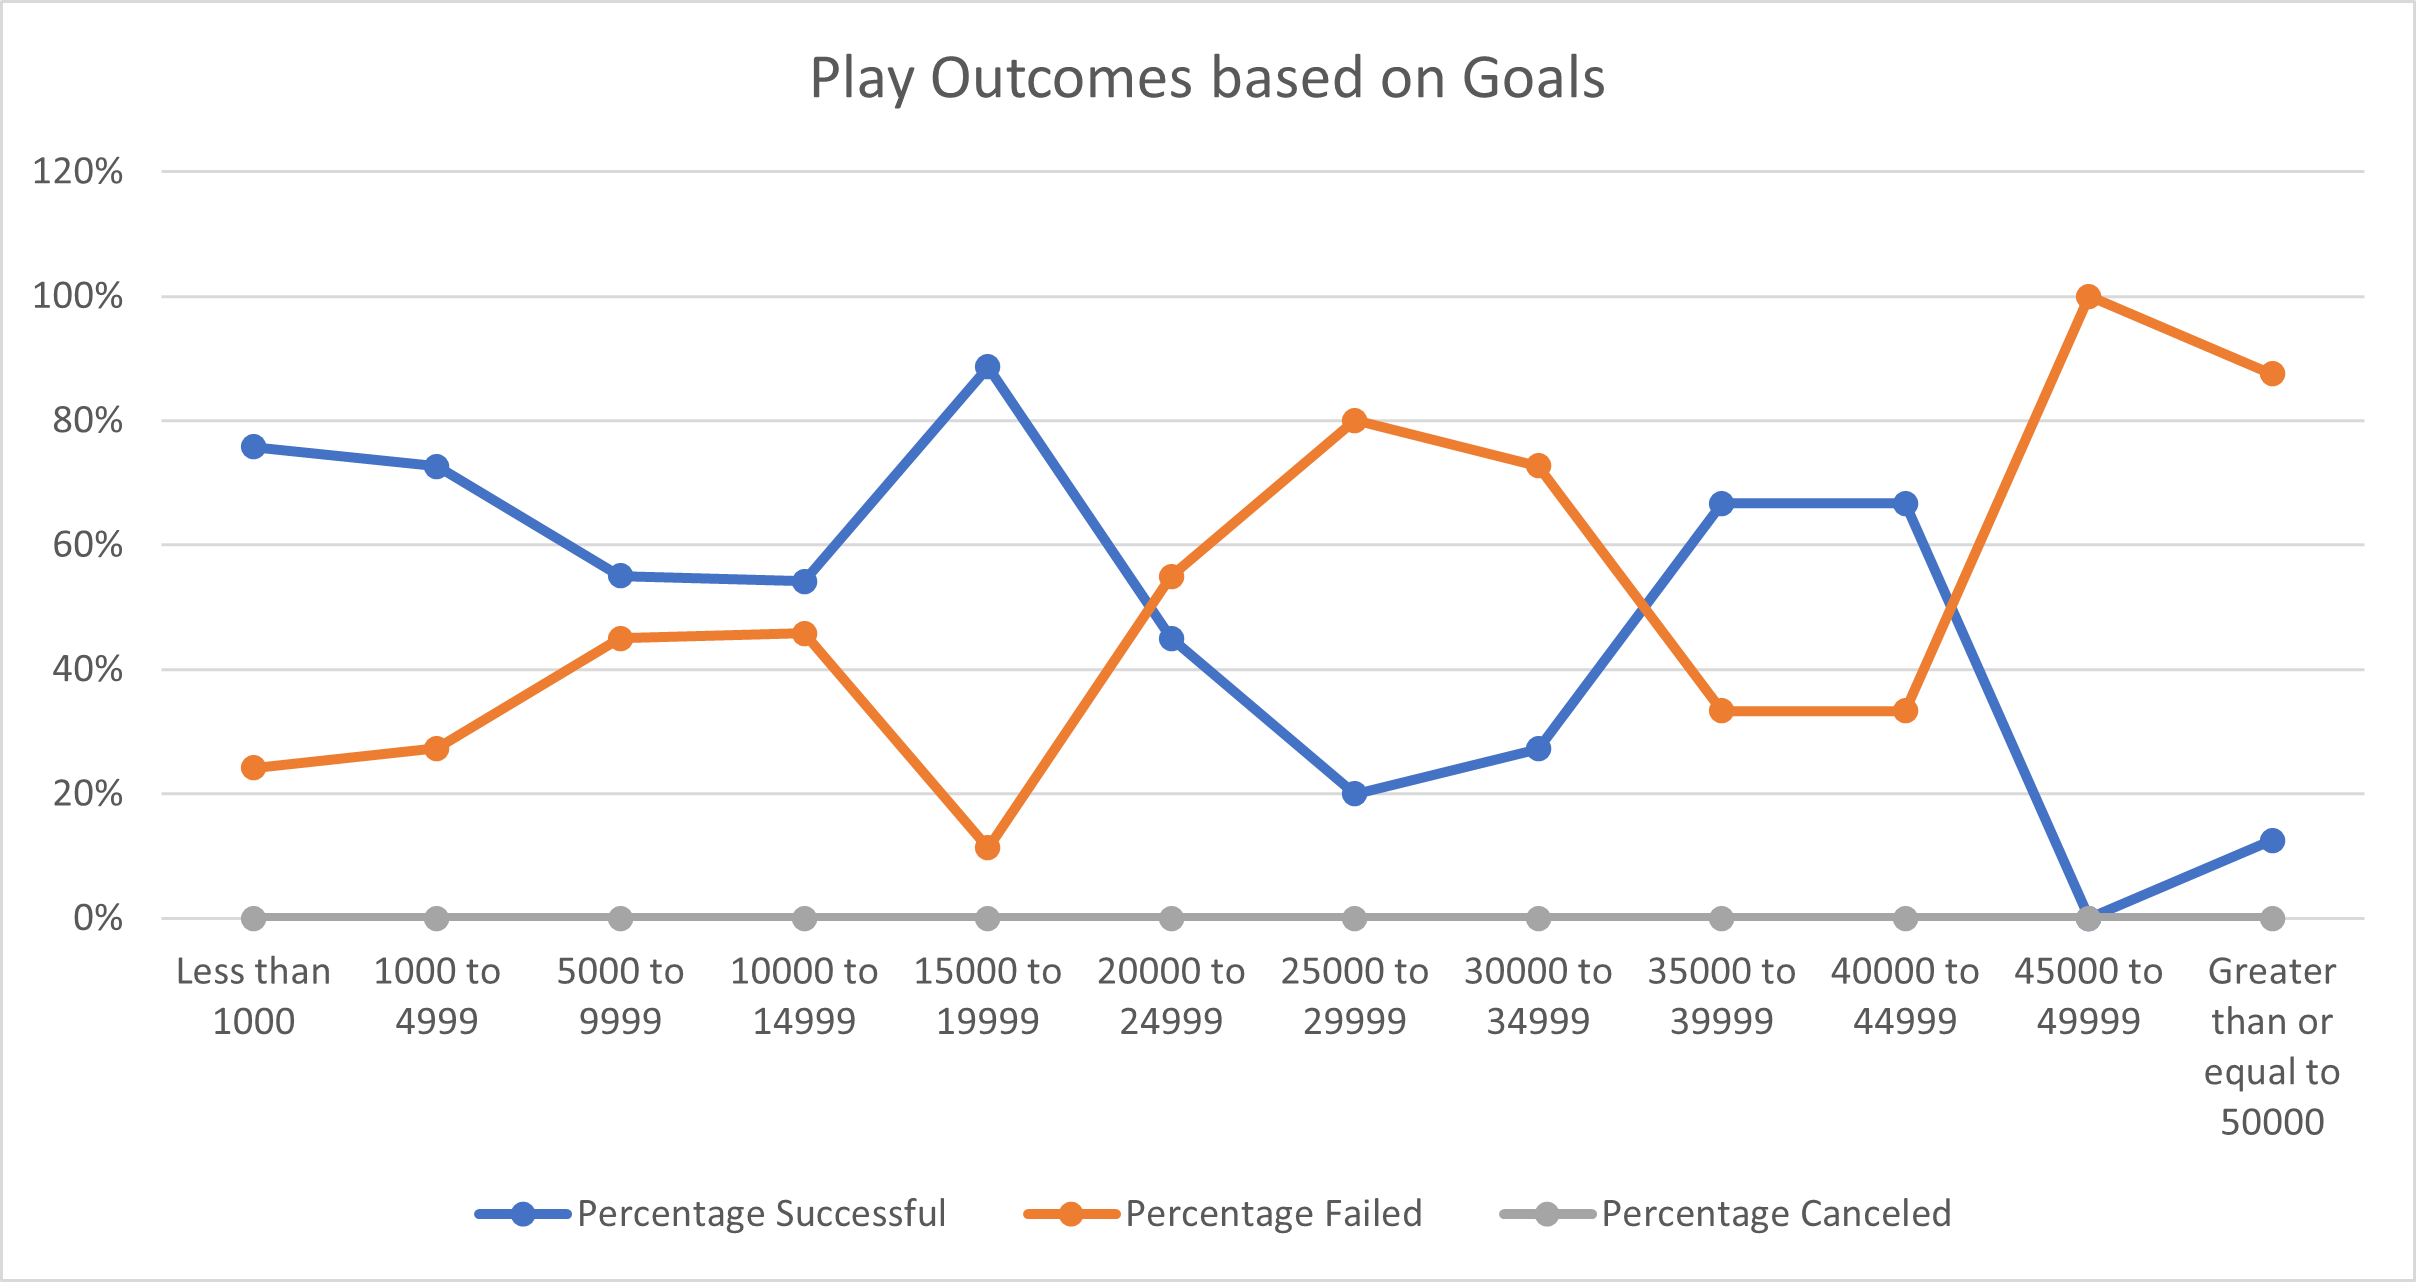 Play Outcomes based on Goals
120%
100%
80%
60%
40%
20%
0%
Less than
1000
1000 to
4999
5000 to
9999
10000 to
14999
15000 to
19999
20000 to
24999
25000 to
29999
30000 to
34999
35000 to
39999
40000 to
44999
45000 to
49999
Greater
than or
equal to
50000
Percentage Successful
Percentage Failed
Percentage Canceled